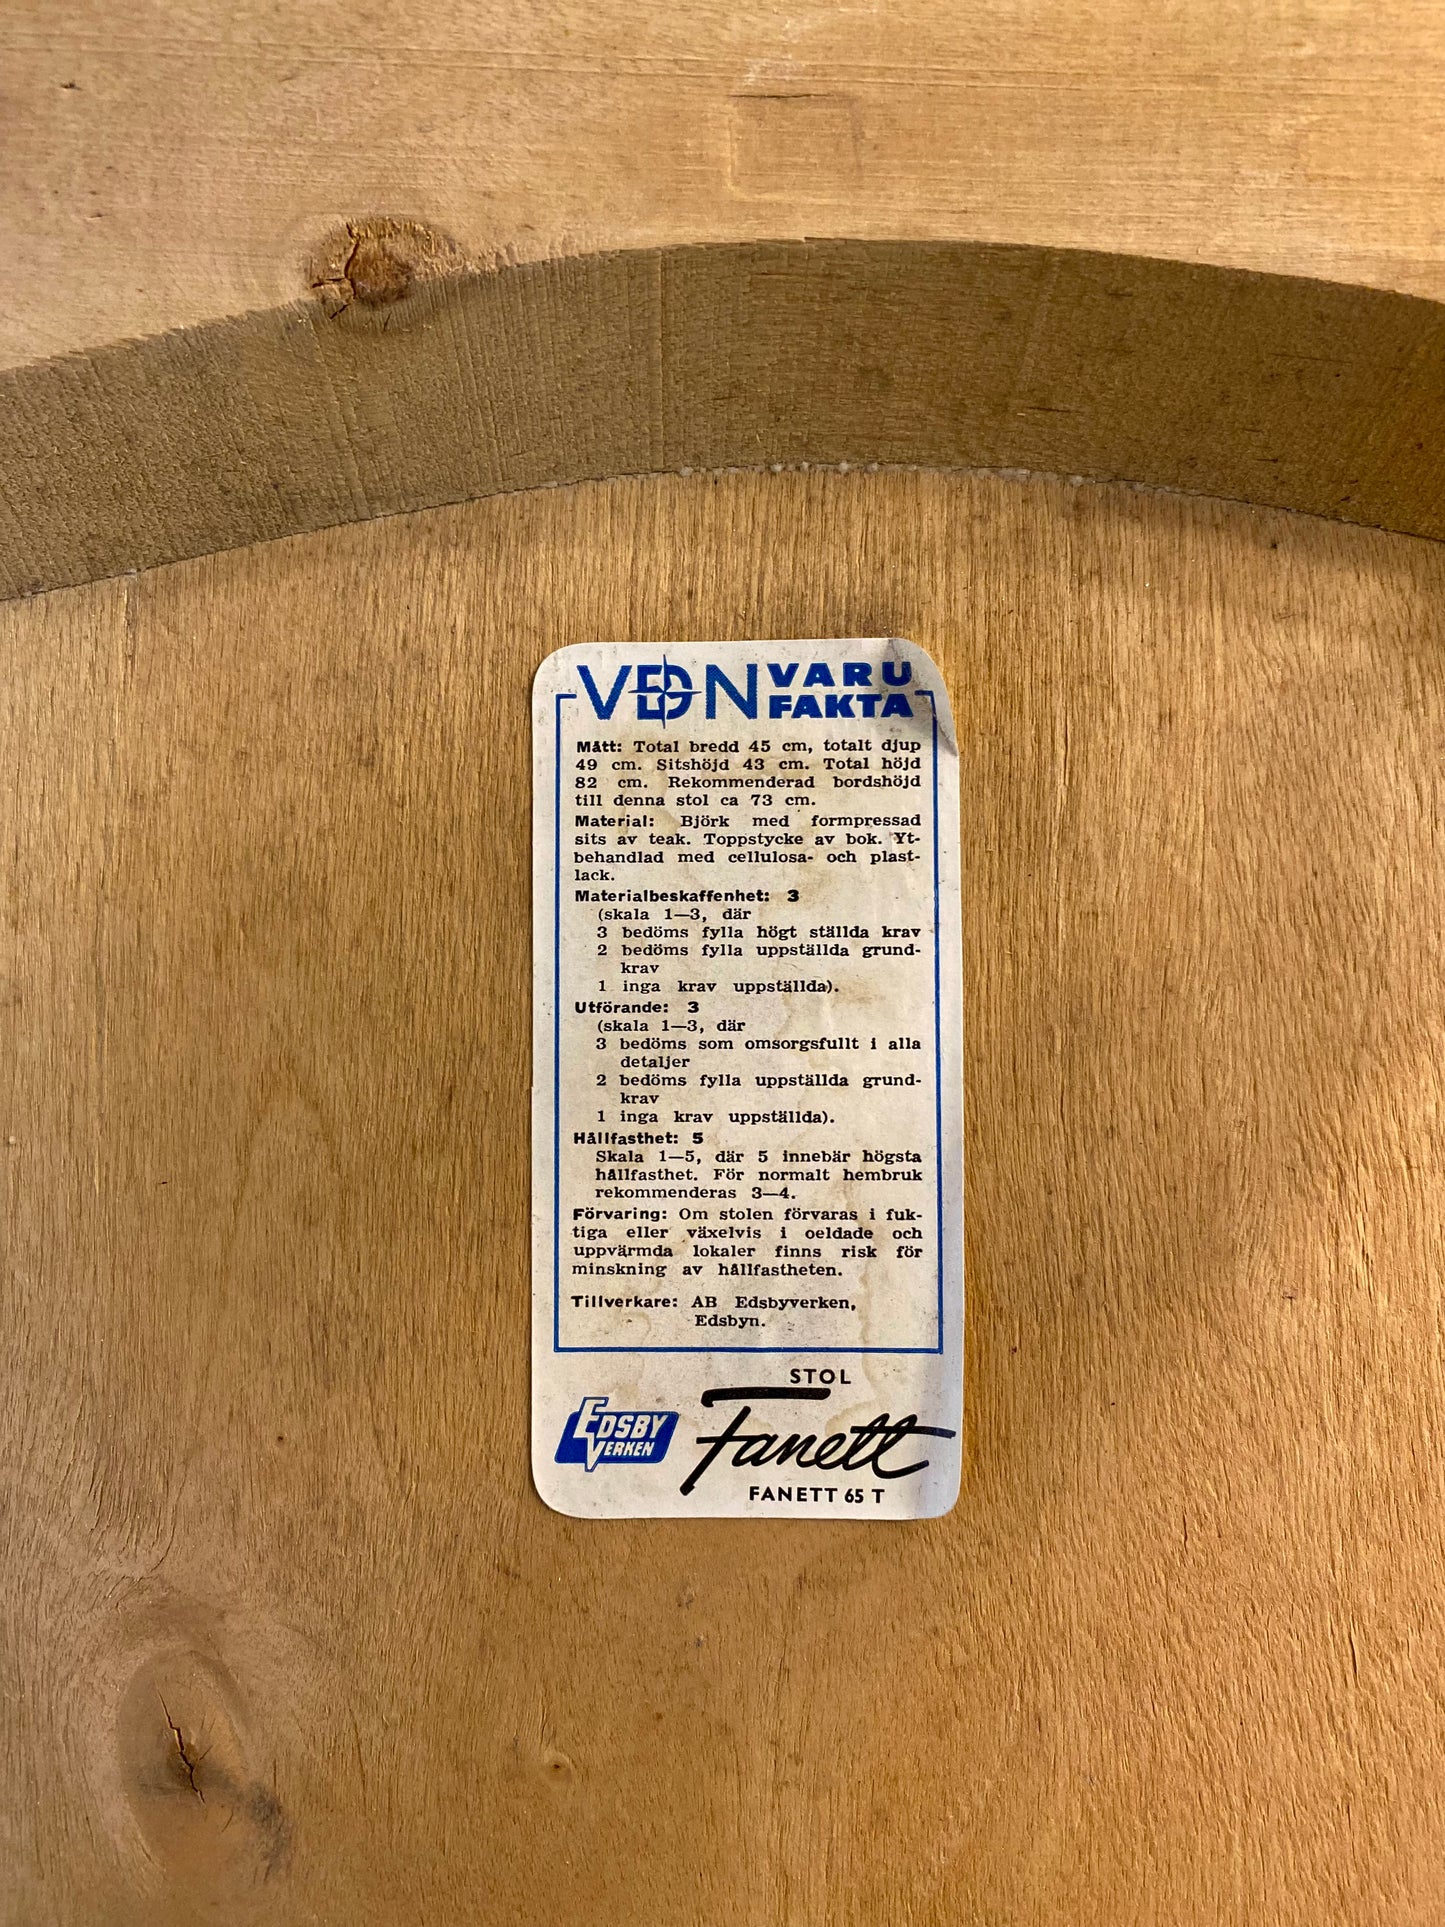 VDN VARU
FAKTA
Mått: Total bredd 45 cm, totalt djup
49 cm. Sitshöjd 43 cm. Total höjd
82 cm. Rekommenderad bordshöjd
till denna stol ca 73 cm.
Material: Björk med formpressad
sits av teak. Toppstycke av bok. Yt-
behandlad med cellulosa- och plast-
lack.
Materialbeskaffenhet: 3
(skala 1—3, där
3 bedöms fylla högt ställda krav
2 bedöms fylla uppställda grund-
krav
1 inga krav uppställda).
Utförande: 3
(skala 1—3, där
3 bedöms som omsorgsfullt i alla
detaljer
2 bedöms fylla uppställda grund-
krav
1 inga krav uppställda).
Hållfasthet: 5
Skala 1—5, där 5 innebär högsta
hållfasthet. För normalt hembruk
rekommenderas 3—4.
Förvaring: Om stolen förvaras i fuk-
tiga eller växelvis i oeldade och
uppvärmda lokaler finns risk för
minskning av hållfastheten.
Tillverkare: AB Edsbyverken,
Edsbyn.
STOL
EDSBY
VERKEN
Fanett
FANETT 65 T